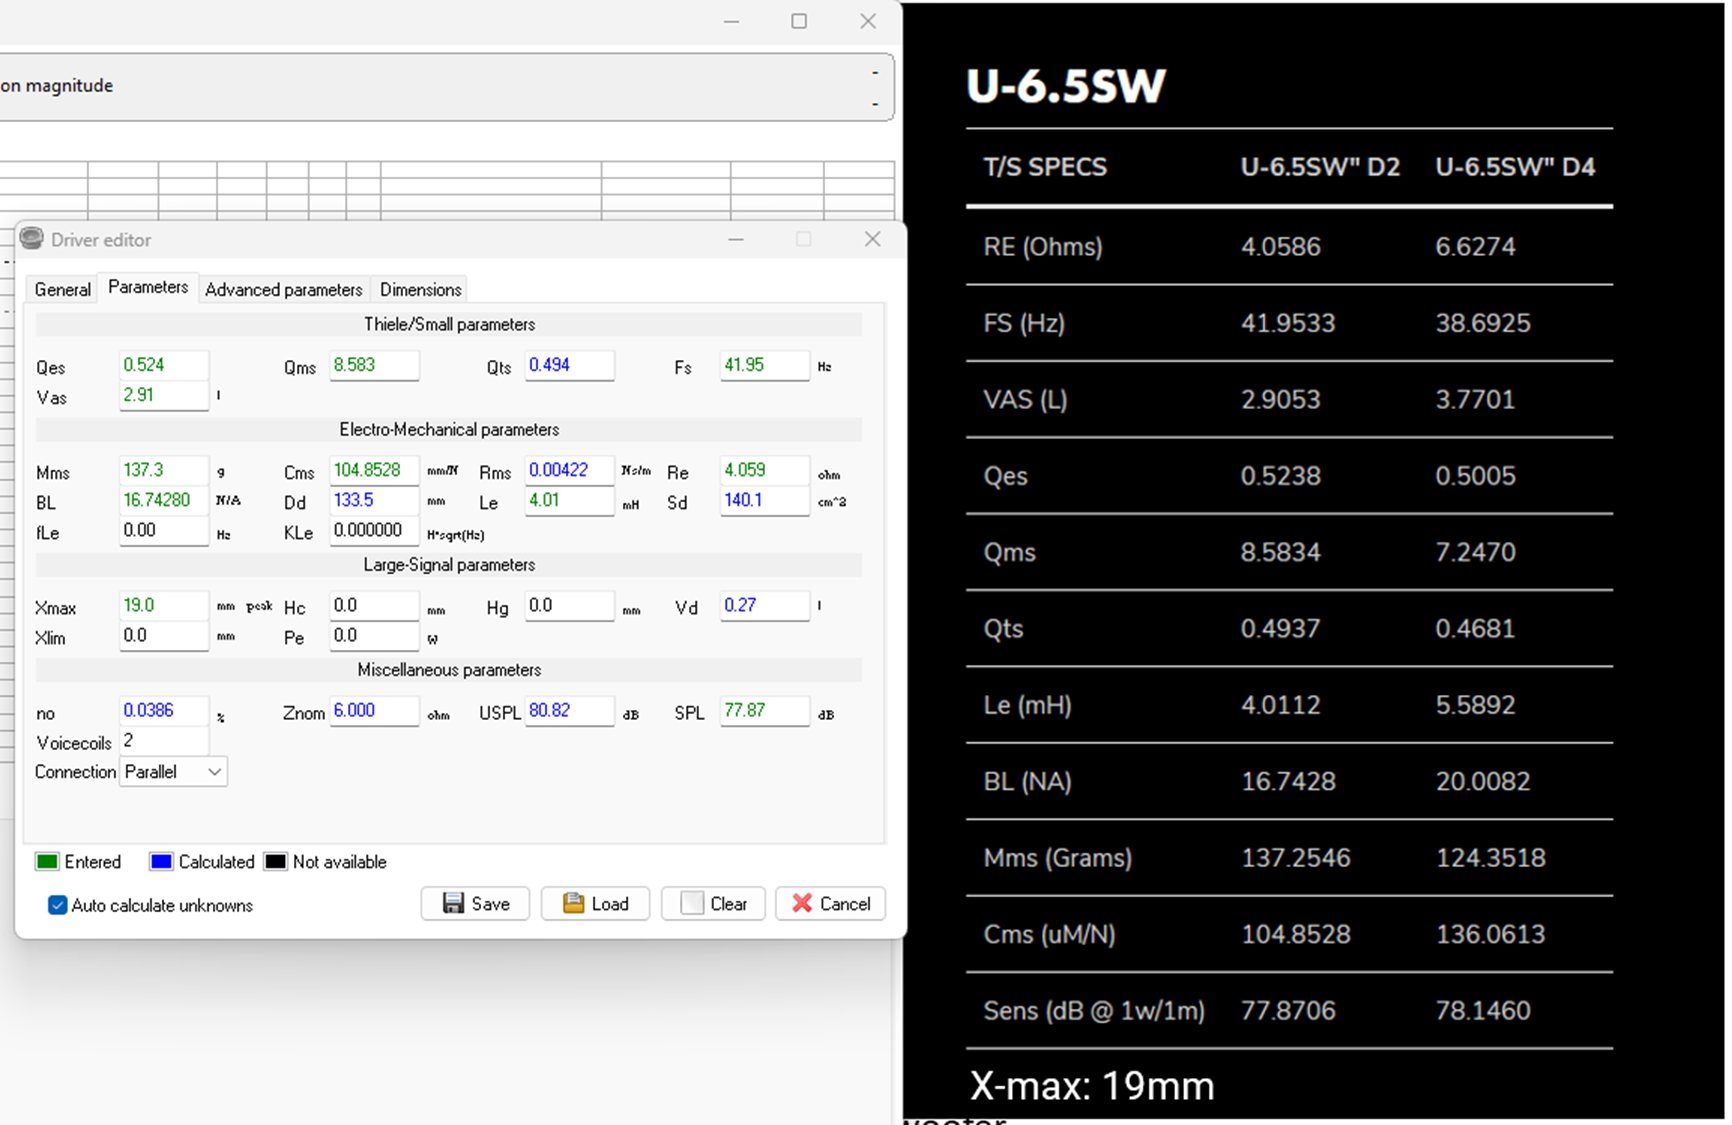 on magnitude
-
-
Driver editor
General Parameters Advanced parameters Dimensions
Thiele/Small parameters
Qes 0.524 Qms 8.583 Qts 0.494 Fs 41.95 Hz
Vas 2.91 l
Electro-Mechanical parameters
Mms 137.3 g Cms 104.8528 mm/N Rms 0.00422 Ns/m Re 4.059 ohm
BL 16.74280 N/A Dd 133.5 mm Le 4.01 mH Sd 140.1 cm^2
fLe 0.00 Hz KLe 0.000000 H*sqrt(Hz)
Large-Signal parameters
Xmax 19.0 mm peak Hc 0.0 mm Hg 0.0 mm Vd 0.27 l
Xlim 0.0 mm Pe 0.0 W
Miscellaneous parameters
no 0.0386 % Znom 6.000 ohm USPL 80.82 dB SPL 77.87 dB
Voicecoils 2
Connection Parallel
Entered Calculated Not available
Auto calculate unknowns Save Load Clear Cancel
U-6.5SW
T/S SPECS U-6.5SW" D2 U-6.5SW" D4
RE (Ohms) 4.0586 6.6274
FS (Hz) 41.9533 38.6925
VAS (L) 2.9053 3.7701
Qes 0.5238 0.5005
Qms 8.5834 7.2470
Qts 0.4937 0.4681
Le (mH) 4.0112 5.5892
BL (NA) 16.7428 20.0082
Mms (Grams) 137.2546 124.3518
Cms (uM/N) 104.8528 136.0613
Sens (dB @ 1w/1m) 77.8706 78.1460
X-max: 19mm